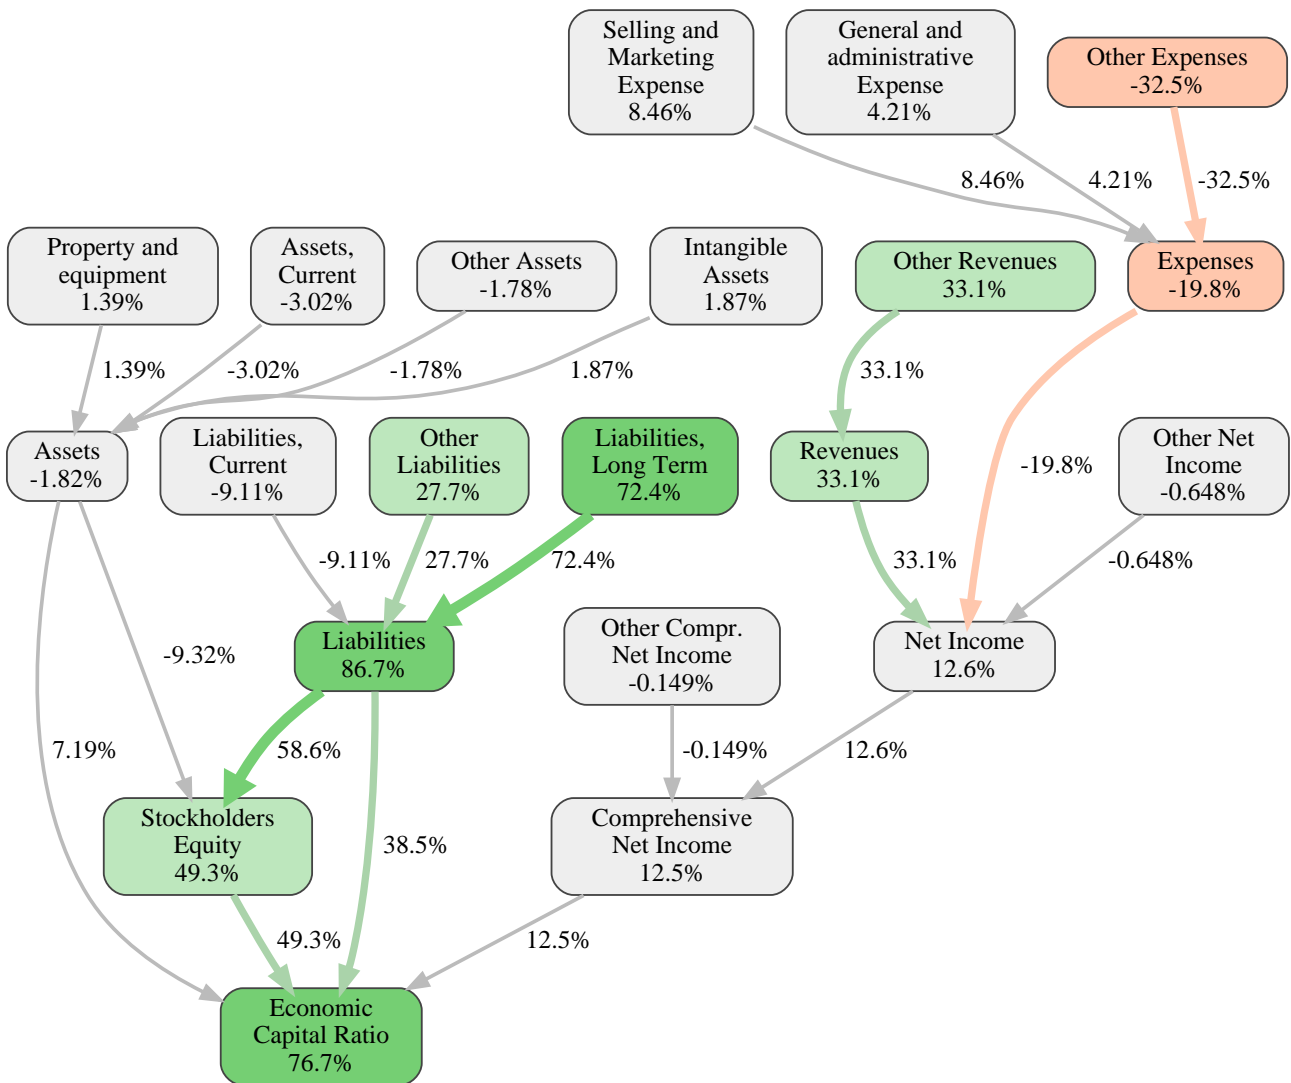 Selling and
Marketing
Expense
8.46%
General and
administrative
Expense
4.21%
Other Expenses
-32.5%
8.46%
4.21%
-32.5%
Property and
equipment
1.39%
Assets,
Current
-3.02%
Other Assets
-1.78%
Intangible
Assets
1.87%
Other Revenues
33.1%
Expenses
-19.8%
1.39%
-3.02%
-1.78%
1.87%
33.1%
Assets
-1.82%
Liabilities,
Current
-9.11%
Other
Liabilities
27.7%
Liabilities,
Long Term
72.4%
Revenues
33.1%
-19.8%
Other Net
Income
-0.648%
-9.11%
27.7%
72.4%
33.1%
-0.648%
-9.32%
Liabilities
86.7%
Other Compr.
Net Income
-0.149%
Net Income
12.6%
7.19%
58.6%
-0.149%
12.6%
Stockholders
Equity
49.3%
38.5%
Comprehensive
Net Income
12.5%
49.3%
12.5%
Economic
Capital Ratio
76.7%